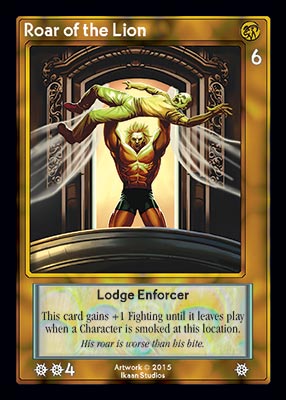 Roar of the Lion
6
Lodge Enforcer
This card gains +1 Fighting until it leaves play
when a Character is smoked at this location.
His roar is worse than his bite.
4
Artwork © 2015
Ikaan Studios